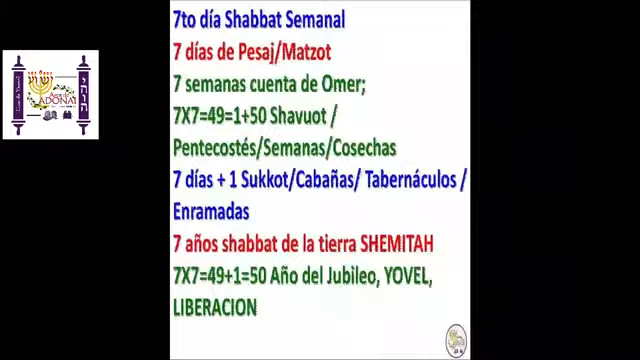 7to día Shabbat Semanal
7 días de Pesaj/Matzot
7 semanas cuenta de Omer;
7X7=49=1+50 Shavuot /
Pentecostés/Semanas/Cosechas
7 días + 1 Sukkot/Cabañas/ Tabernáculos /
Enramadas
7 años shabbat de la tierra SHEMITAH
7X7=49+1=50 Año del Jubileo, YOVEL,
LIBERACION
ADONAI